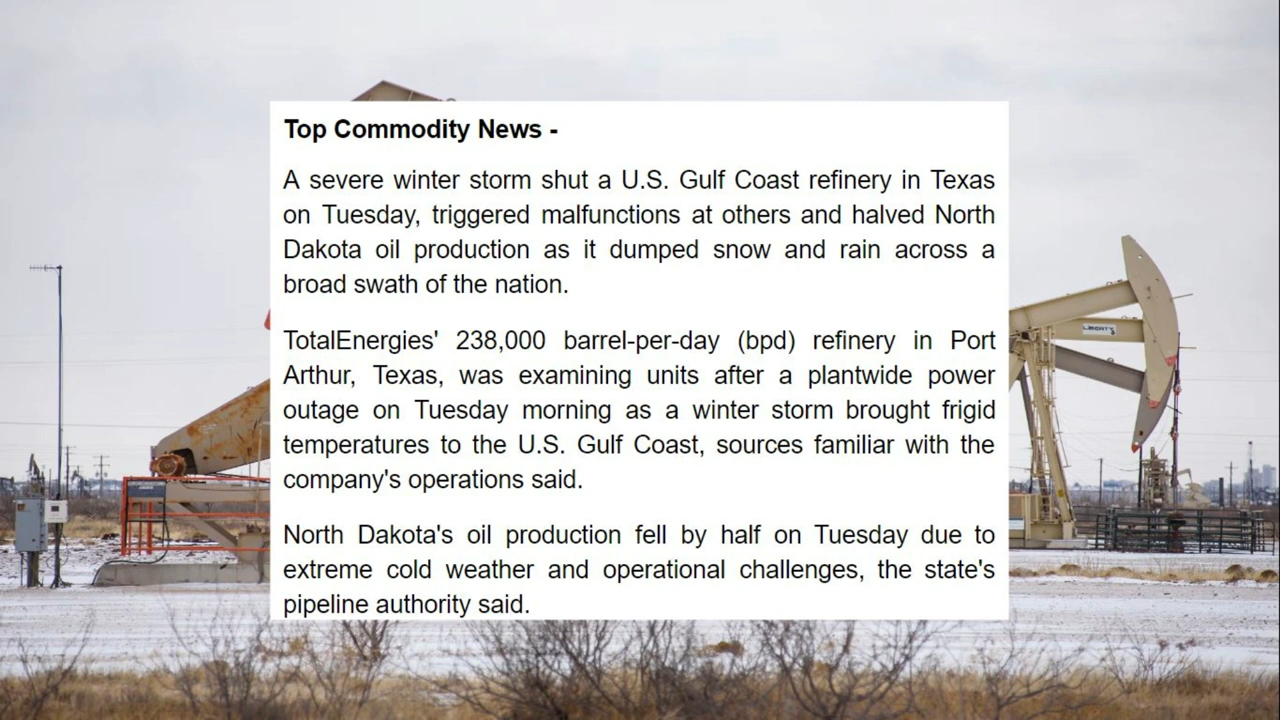 Top Commodity News -
A severe winter storm shut a U.S. Gulf Coast refinery in Texas
on Tuesday, triggered malfunctions at others and halved North
Dakota oil production as it dumped snow and rain across a
broad swath of the nation.
TotalEnergies' 238,000 barrel-per-day (bpd) refinery in Port
Arthur, Texas, was examining units after a plantwide power
outage on Tuesday morning as a winter storm brought frigid
temperatures to the U.S. Gulf Coast, sources familiar with the
company's operations said.
North Dakota's oil production fell by half on Tuesday due to
extreme cold weather and operational challenges, the state's
pipeline authority said.
LIBERTY